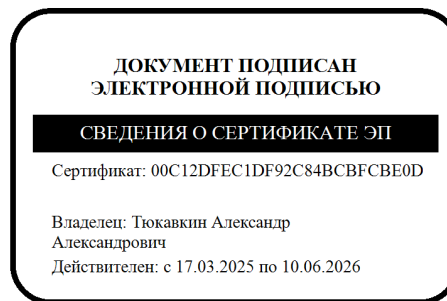 ДОКУМЕНТ ПОДПИСАН
ЭЛЕКТРОННОЙ ПОДПИСЬЮ
СВЕДЕНИЯ О СЕРТИФИКАТЕ ЭП
Сертификат: 00C12DFEC1DF92C84BCBFCBE0D
Владелец: Тюкавкин Александр
Александрович
Действителен: с 17.03.2025 по 10.06.2026